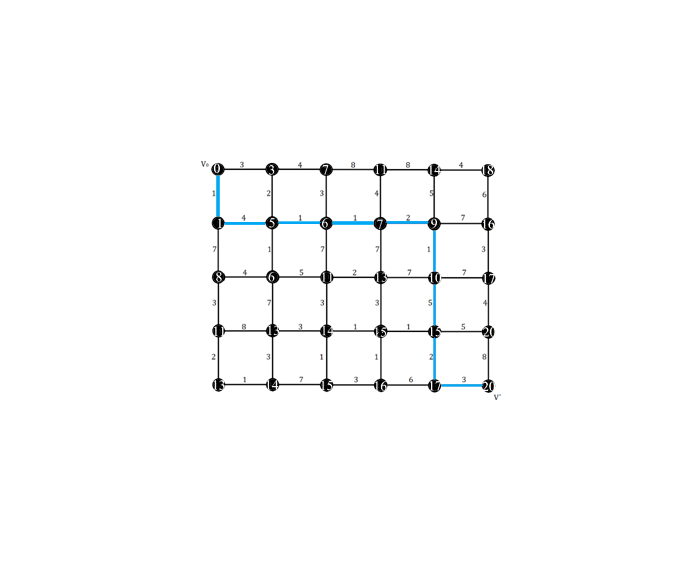 3 4 8 8 4
V₀ 0 3 7 11 14 18
1 2 3 4 5 6
4 1 1 2 7
1 5 6 7 9 16
7 1 7 7 1 3
4 5 2 7 7
8 6 11 13 10 17
3 7 3 3 5 4
8 3 1 1 5
11 13 14 15 15 20
2 3 1 1 2 8
1 7 3 6 3
13 14 15 16 17 20
V'